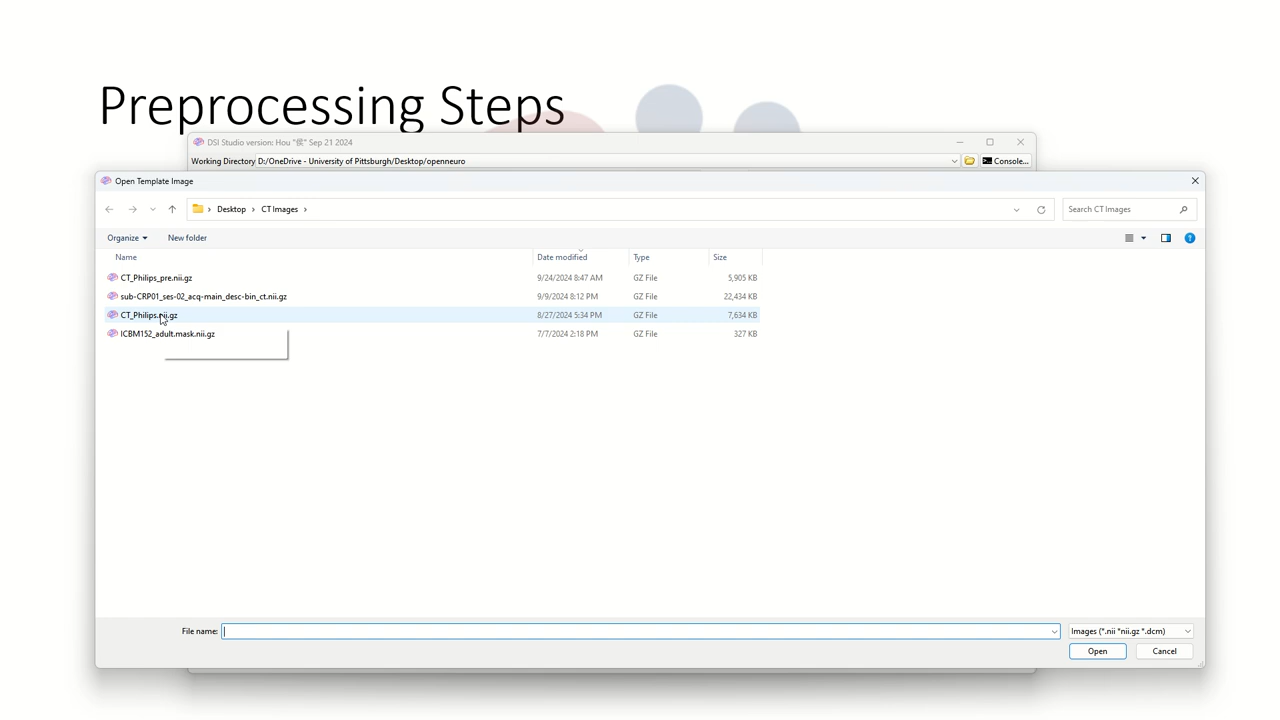 Preprocessing Steps
DSI Studio version: Hou "侯" Sep 21 2024
Working Directory D:/OneDrive - University of Pittsburgh/Desktop/openneuro
Console...
Open Template Image
Desktop CT Images
Search CT Images
Organize New folder
Name Date modified Type Size
CT_Philips_pre.nii.gz 9/24/2024 8:47 AM GZ File 5,905 KB
sub-CRP01_ses-02_acq-main_desc-bin_ct.nii.gz 9/9/2024 8:12 PM GZ File 22,434 KB
CT_Philips.nii.gz 8/27/2024 5:34 PM GZ File 7,634 KB
ICBM152_adult.mask.nii.gz 7/7/2024 2:18 PM GZ File 327 KB
File name: Images (*.nii *nii.gz *.dcm)
Open Cancel